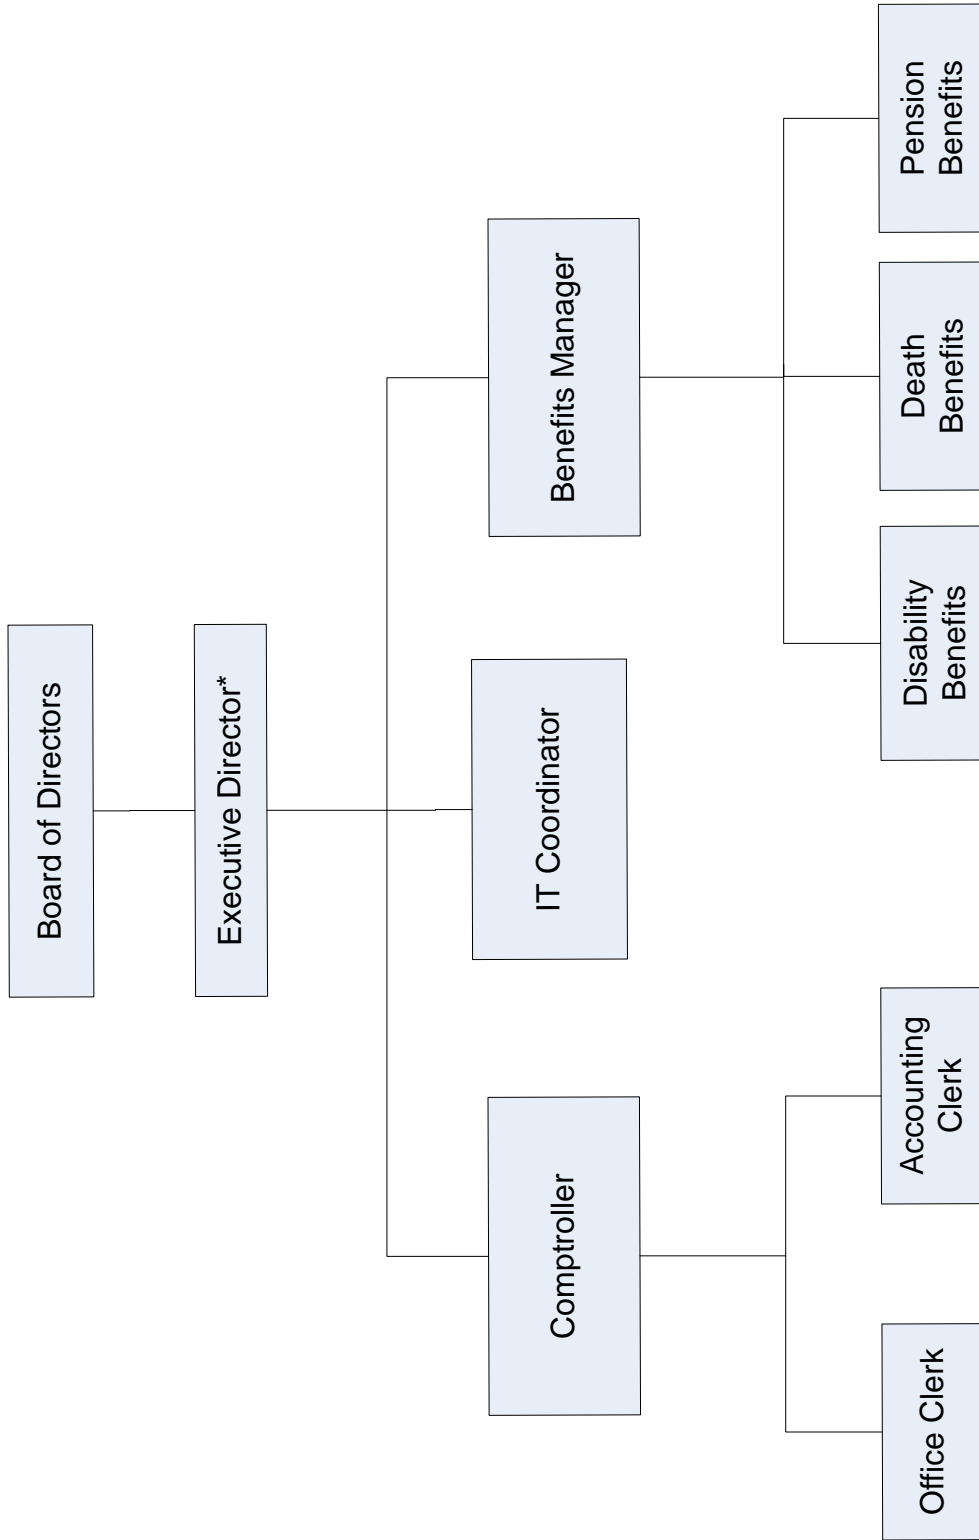 Board of Directors
Executive Director*
Comptroller
IT Coordinator
Benefits Manager
Office Clerk
Accounting
Clerk
Disability
Benefits
Death
Benefits
Pension
Benefits